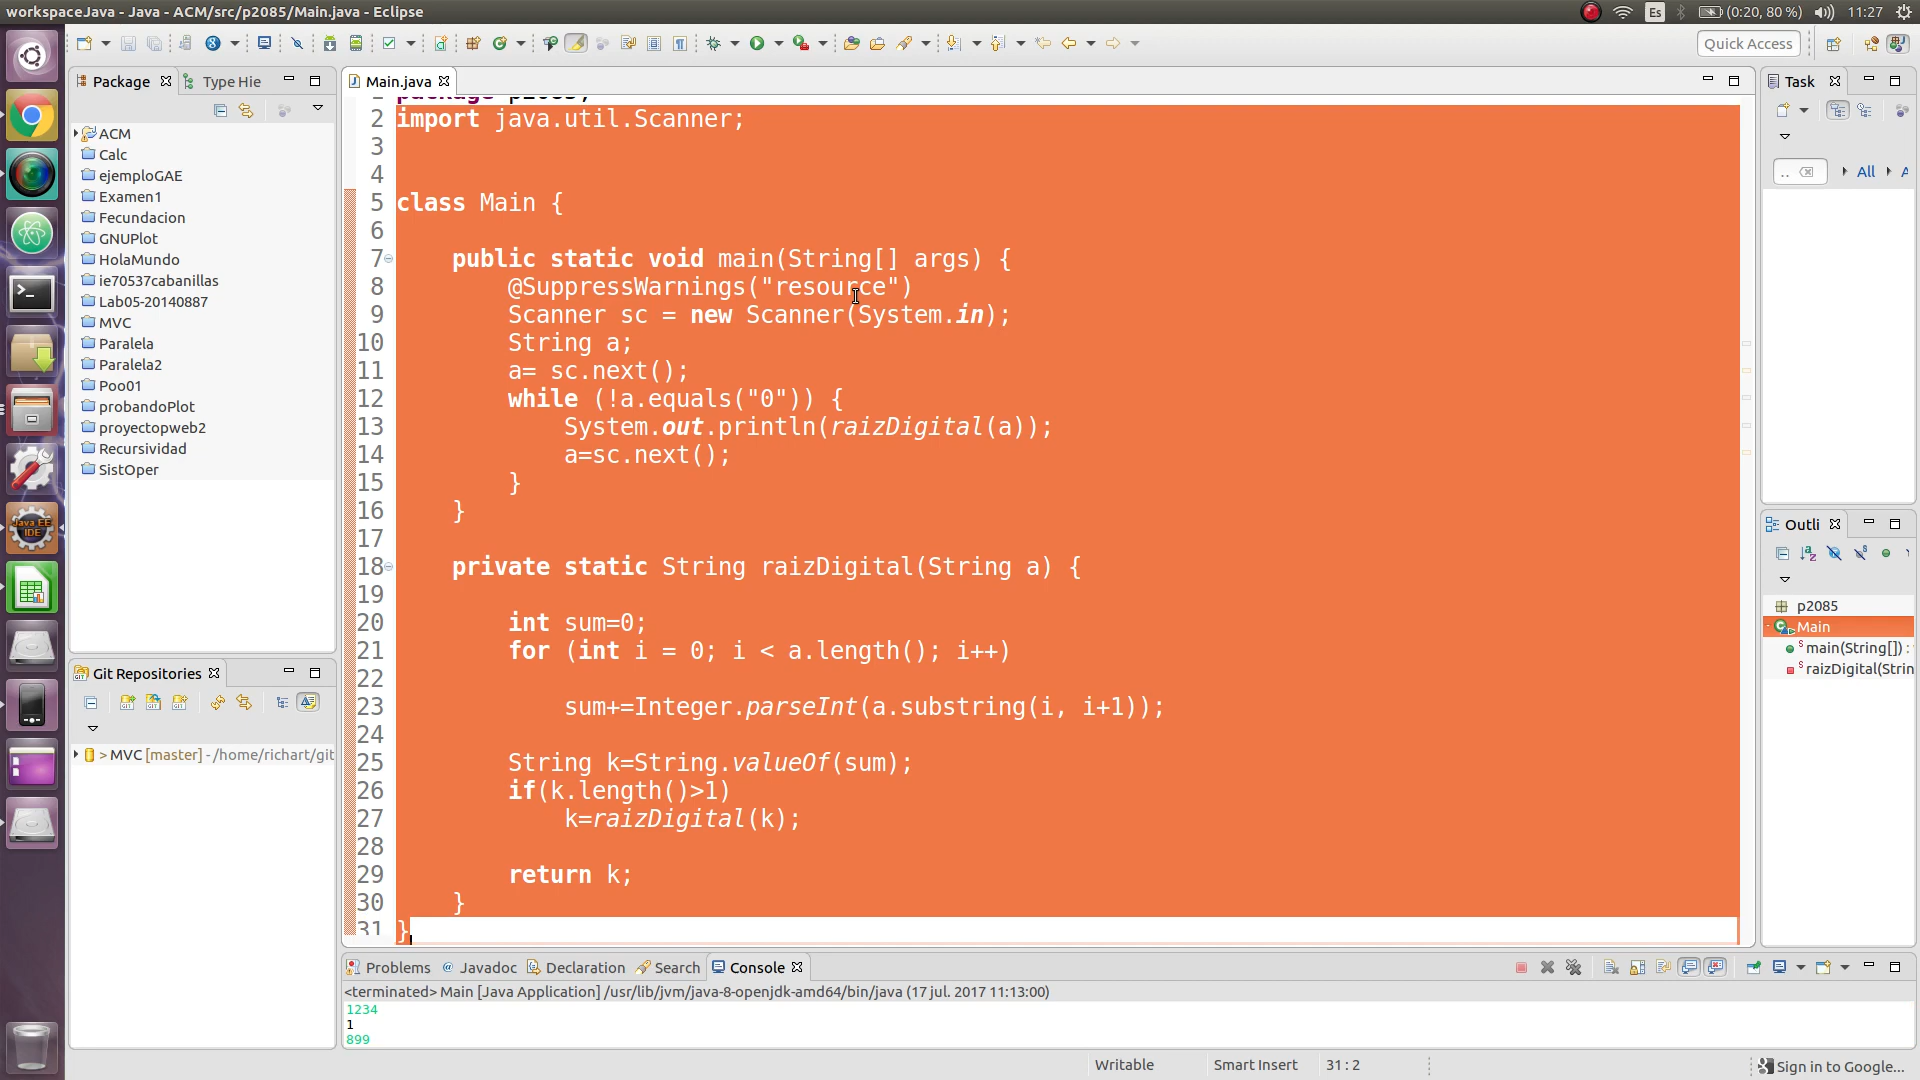 workspaceJava - Java - ACM/src/p2085/Main.java - Eclipse
Es
(0:20, 80 %)
11:27
Quick Access
Package
Type Hie
ACM
Calc
ejemploGAE
Examen1
Fecundacion
GNUPlot
HolaMundo
ie70537cabanillas
Lab05-20140887
MVC
Paralela
Paralela2
Poo01
probandoPlot
proyectopweb2
Recursividad
SistOper
Git Repositories
> MVC [master] - /home/richart/git
Main.java
1 package p2085;
2 import java.util.Scanner;
3
4
5 class Main {
6
7 public static void main(String[] args) {
8 @SuppressWarnings("resource")
9 Scanner sc = new Scanner(System.in);
10 String a;
11 a= sc.next();
12 while (!a.equals("0")) {
13 System.out.println(raizDigital(a));
14 a=sc.next();
15 }
16 }
17
18 private static String raizDigital(String a) {
19
20 int sum=0;
21 for (int i = 0; i < a.length(); i++)
22
23 sum+=Integer.parseInt(a.substring(i, i+1));
24
25 String k=String.valueOf(sum);
26 if(k.length()>1)
27 k=raizDigital(k);
28
29 return k;
30 }
31 }
Problems
@ Javadoc
Declaration
Search
Console
<terminated> Main [Java Application] /usr/lib/jvm/java-8-openjdk-amd64/bin/java (17 jul. 2017 11:13:00)
1234
1
899
Task
All
Outli
p2085
Main
main(String[]) :
raizDigital(Strin
Java EE
IDE
Writable
Smart Insert
31 : 2
Sign in to Google...